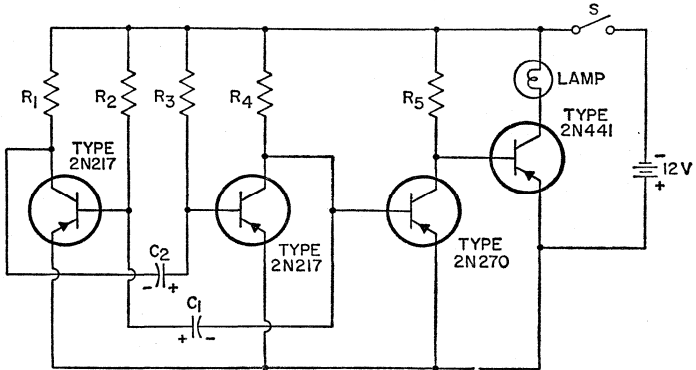 S
R1
R2
R3
R4
R5
LAMP
TYPE
2N441
TYPE
2N217
- 12V
+
TYPE
2N217
TYPE
2N270
C2
- +
C1
+ -